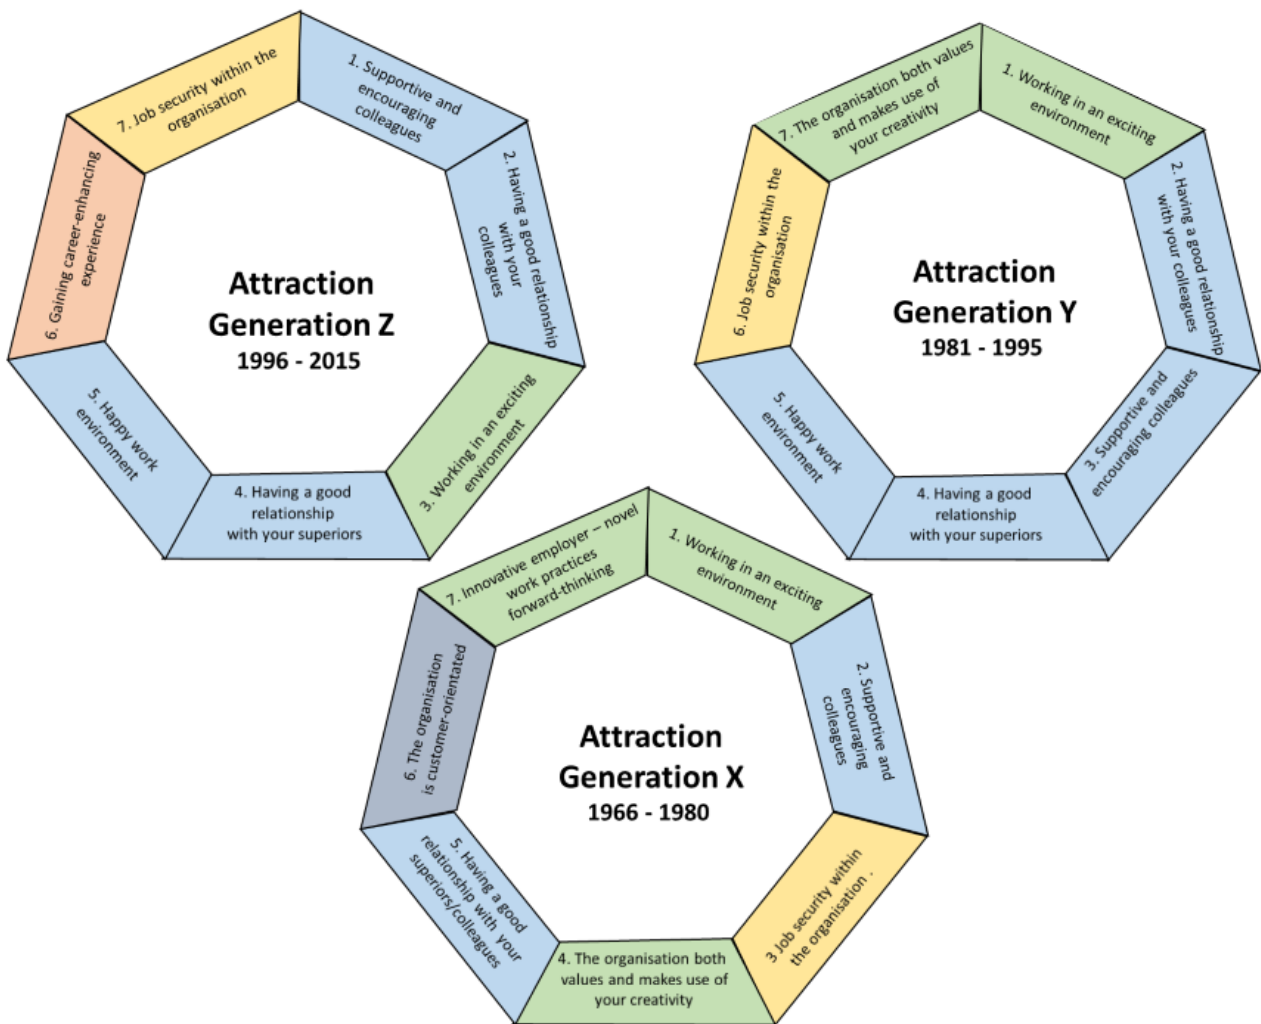 Attraction
Generation Z
1996 - 2015
1. Supportive and
encouraging
colleagues
2. Having a good relationship
with your
colleagues
3. Working in an exciting
environment
4. Having a good
relationship
with your superiors
5. Happy work
environment
6. Gaining career-enhancing
experience
7. Job security within the
organisation
Attraction
Generation Y
1981 - 1995
1. Working in an exciting
environment
2. Having a good relationship
with your colleagues
3. Supportive and
encouraging colleagues
4. Having a good
relationship
with your superiors
5. Happy work
environment
6. Job security within the
organisation
7. The organisation both values
and makes use of
your creativity
Attraction
Generation X
1966 - 1980
1. Working in an exciting
environment
2. Supportive and
encouraging
colleagues
3 Job security within
the organisation .
4. The organisation both
values and makes use of
your creativity
5. Having a good
relationship with your
superiors/colleagues
6. The organisation
is customer-orientated
7. Innovative employer – novel
work practices
forward-thinking